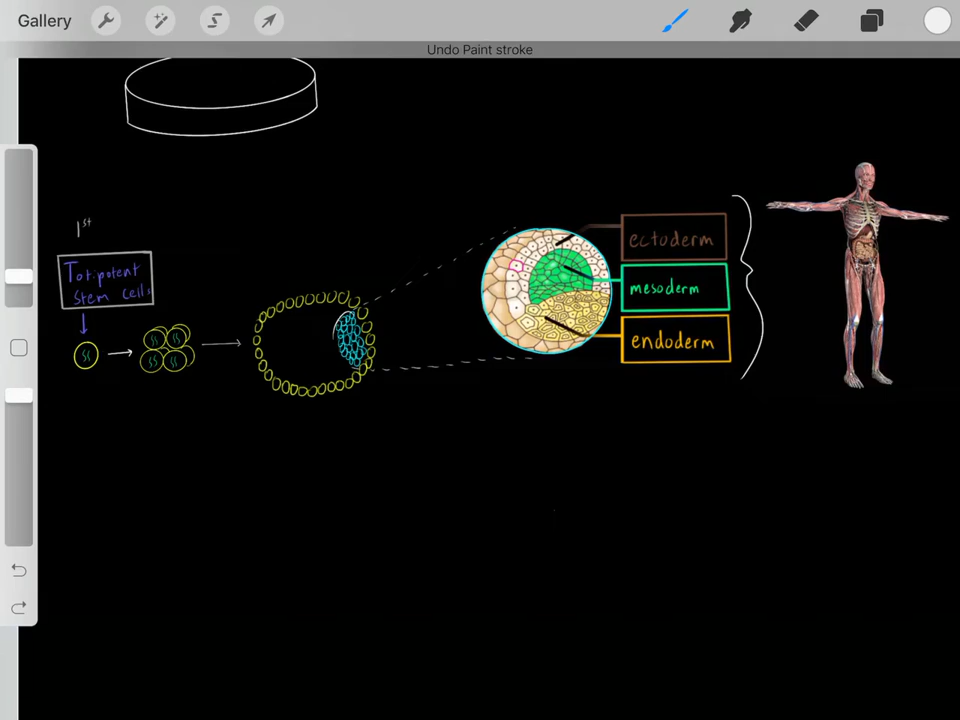 Gallery
Undo Paint stroke
1st
Totipotent
Stem cells
ectoderm
mesoderm
endoderm